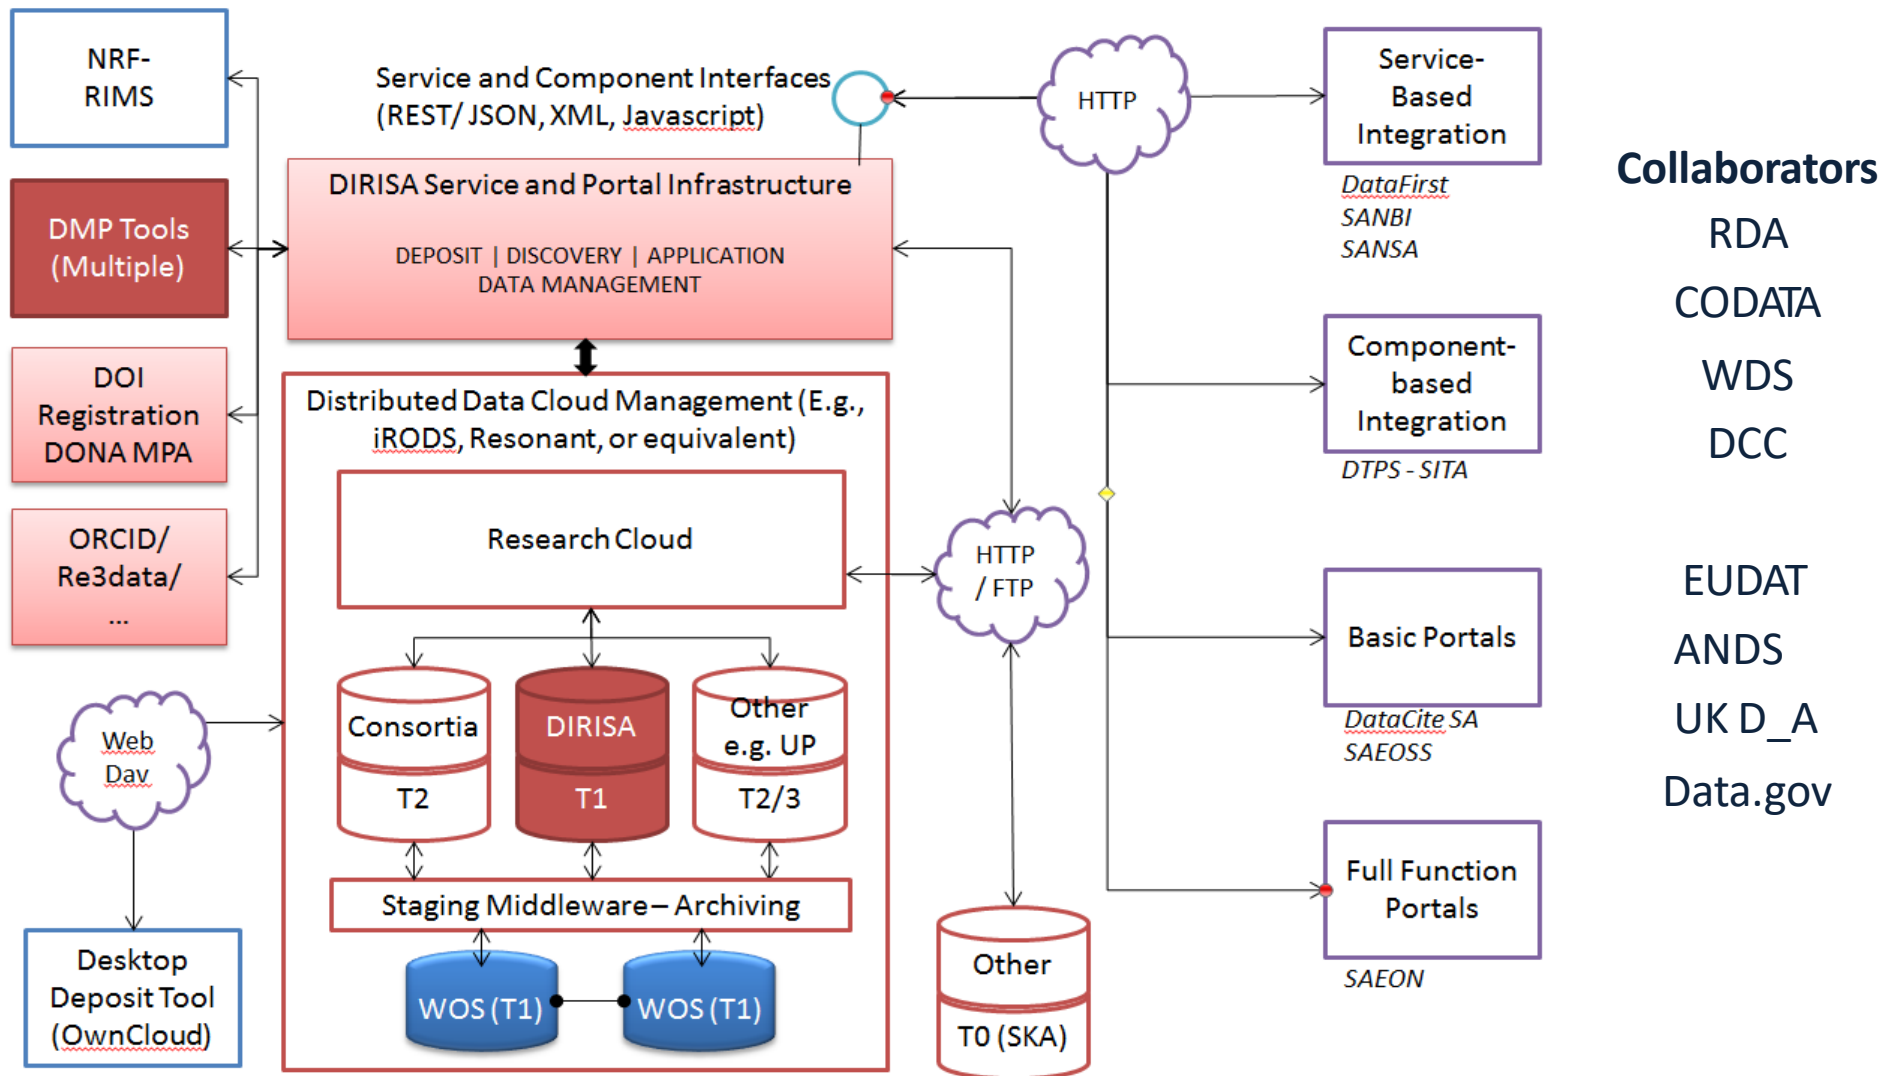 NRF-
RIMS
DMP Tools
(Multiple)
DOI
Registration
DONA MPA
ORCID/
Re3data/
...
Web
Dav
Desktop
Deposit Tool
(OwnCloud)
Service and Component Interfaces
(REST/ JSON, XML, Javascript)
DIRISA Service and Portal Infrastructure
DEPOSIT | DISCOVERY | APPLICATION
DATA MANAGEMENT
Distributed Data Cloud Management (E.g.,
iRODS, Resonant, or equivalent)
Research Cloud
Consortia
T2
DIRISA
T1
Other
e.g. UP
T2/3
Staging Middleware – Archiving
WOS (T1)
WOS (T1)
HTTP
HTTP
/ FTP
Other
T0 (SKA)
Service-
Based
Integration
DataFirst
SANBI
SANSA
Component-
based
Integration
DTPS - SITA
Basic Portals
DataCite SA
SAEOSS
Full Function
Portals
SAEON
Collaborators
RDA
CODATA
WDS
DCC
EUDAT
ANDS
UK D_A
Data.gov